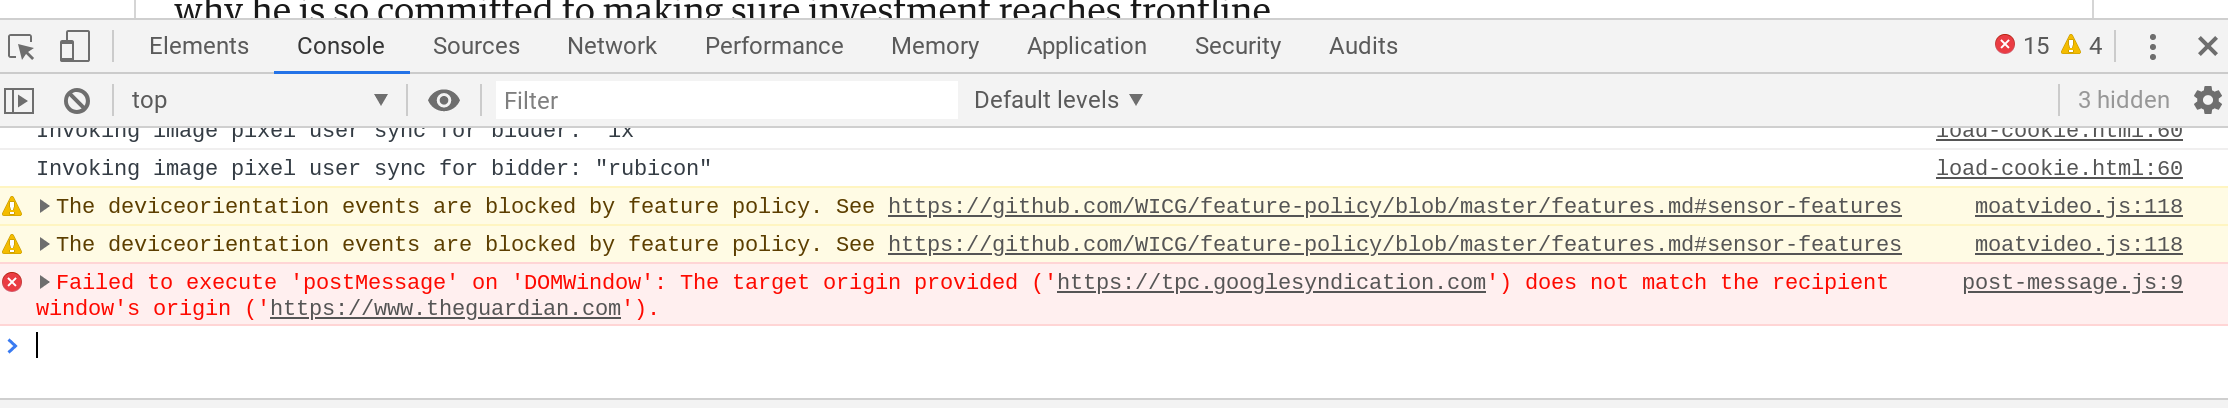 why he is so committed to making sure investment reaches frontline
Elements Console Sources Network Performance Memory Application Security Audits 15 4
top Filter Default levels 3 hidden
Invoking image pixel user sync for bidder: "ix" load-cookie.html:60
Invoking image pixel user sync for bidder: "rubicon" load-cookie.html:60
The deviceorientation events are blocked by feature policy. See https://github.com/WICG/feature-policy/blob/master/features.md#sensor-features moatvideo.js:118
The deviceorientation events are blocked by feature policy. See https://github.com/WICG/feature-policy/blob/master/features.md#sensor-features moatvideo.js:118
Failed to execute 'postMessage' on 'DOMWindow': The target origin provided ('https://tpc.googlesyndication.com') does not match the recipient post-message.js:9
window's origin ('https://www.theguardian.com').